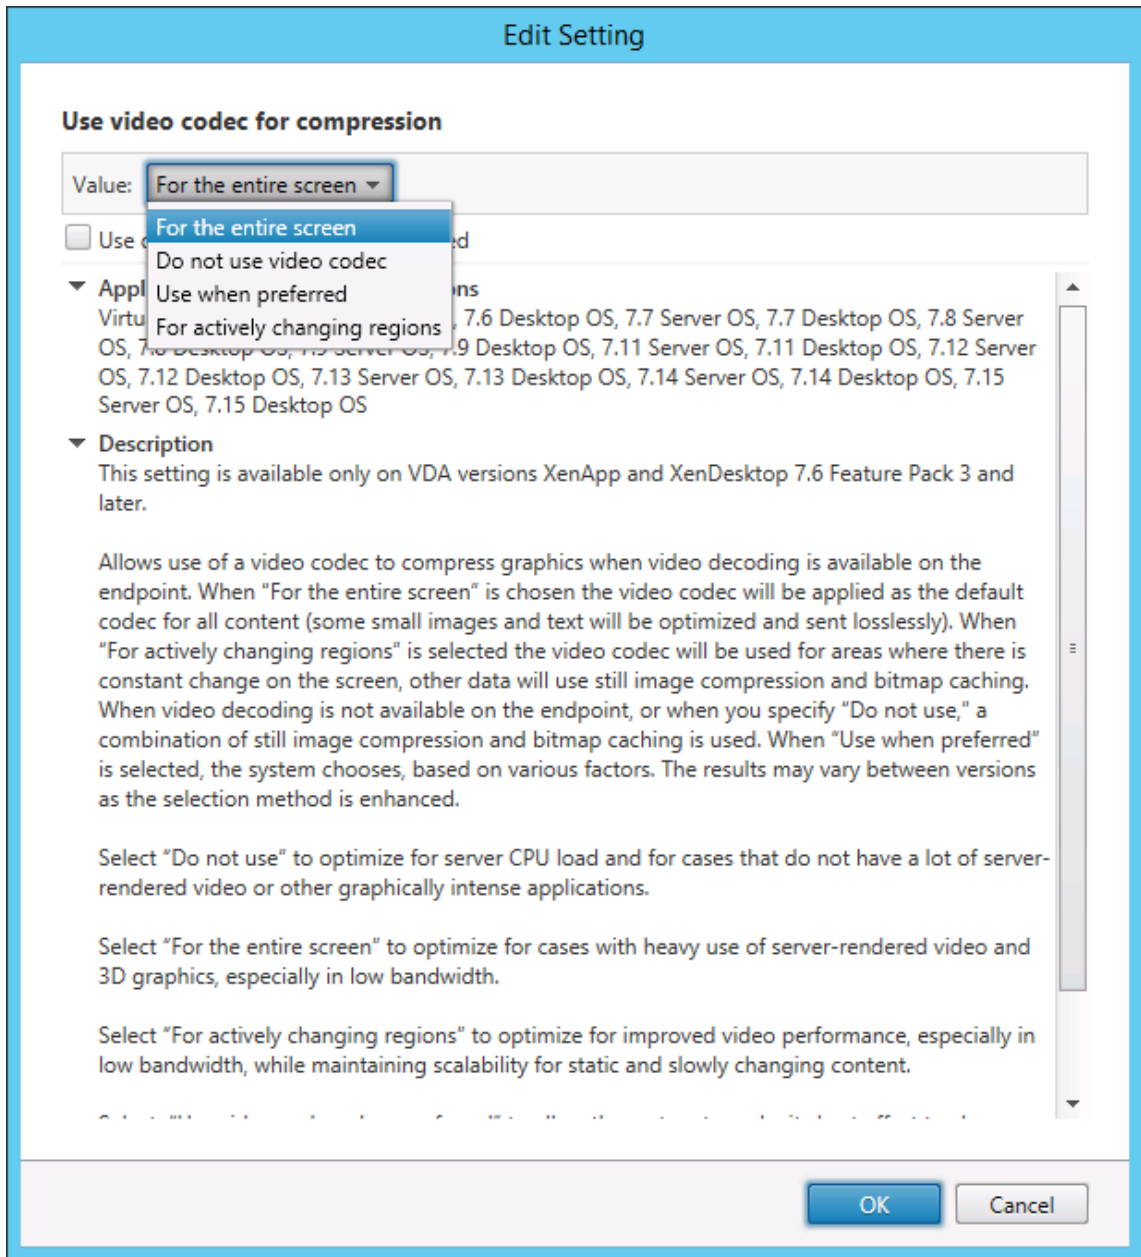 Edit Setting
Use video codec for compression
Value: For the entire screen
For the entire screen
Use ed
Do not use video codec
Appl ns
Use when preferred
Virtu , 7.6 Desktop OS, 7.7 Server OS, 7.7 Desktop OS, 7.8 Server
For actively changing regions
OS, 7.8 Desktop OS, 7.9 Server OS, 7.9 Desktop OS, 7.11 Server OS, 7.11 Desktop OS, 7.12 Server
OS, 7.12 Desktop OS, 7.13 Server OS, 7.13 Desktop OS, 7.14 Server OS, 7.14 Desktop OS, 7.15
Server OS, 7.15 Desktop OS
Description
This setting is available only on VDA versions XenApp and XenDesktop 7.6 Feature Pack 3 and
later.
Allows use of a video codec to compress graphics when video decoding is available on the
endpoint. When “For the entire screen” is chosen the video codec will be applied as the default
codec for all content (some small images and text will be optimized and sent losslessly). When
“For actively changing regions” is selected the video codec will be used for areas where there is
constant change on the screen, other data will use still image compression and bitmap caching.
When video decoding is not available on the endpoint, or when you specify “Do not use,” a
combination of still image compression and bitmap caching is used. When “Use when preferred”
is selected, the system chooses, based on various factors. The results may vary between versions
as the selection method is enhanced.
Select “Do not use” to optimize for server CPU load and for cases that do not have a lot of server-
rendered video or other graphically intense applications.
Select “For the entire screen” to optimize for cases with heavy use of server-rendered video and
3D graphics, especially in low bandwidth.
Select “For actively changing regions” to optimize for improved video performance, especially in
low bandwidth, while maintaining scalability for static and slowly changing content.
OK
Cancel